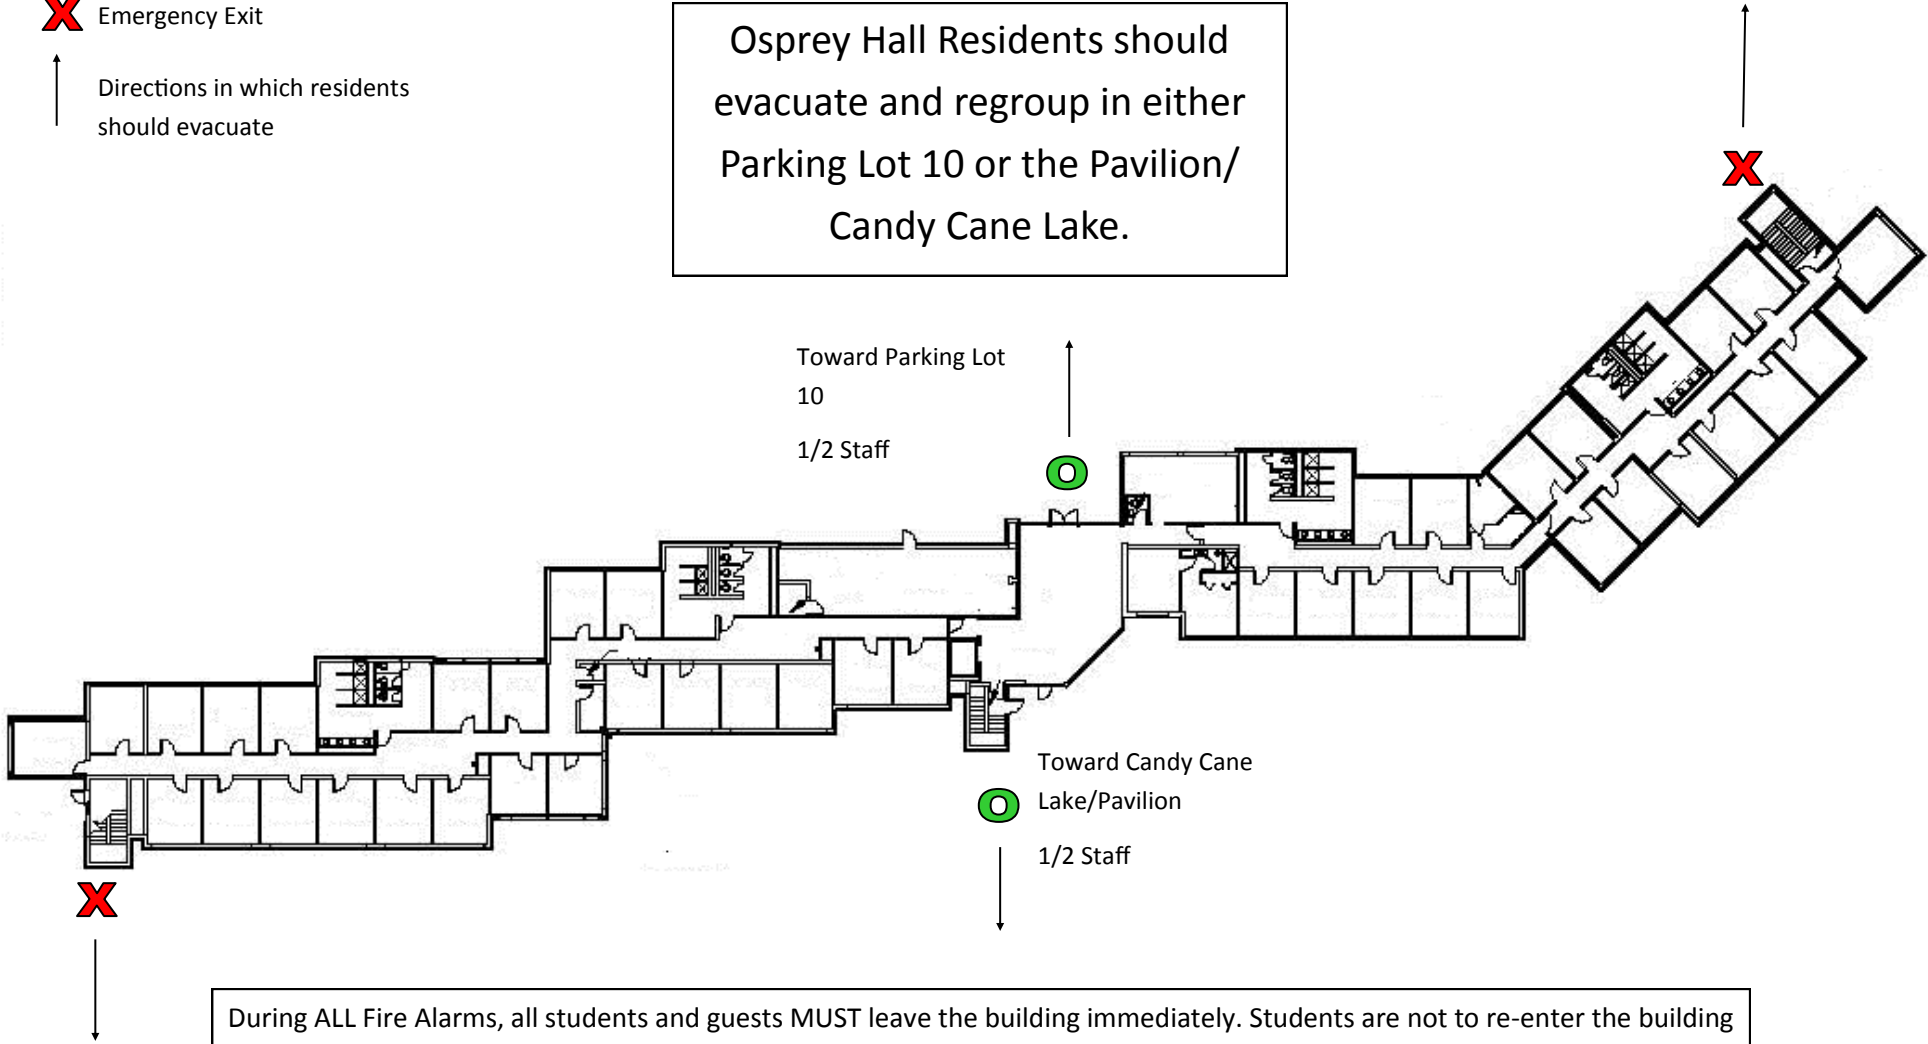 X Emergency Exit
Directions in which residents
should evacuate
Osprey Hall Residents should
evacuate and regroup in either
Parking Lot 10 or the Pavilion/
Candy Cane Lake.
X
Toward Parking Lot
10
1/2 Staff
O
Toward Candy Cane
O Lake/Pavilion
1/2 Staff
X
During ALL Fire Alarms, all students and guests MUST leave the building immediately. Students are not to re-enter the building